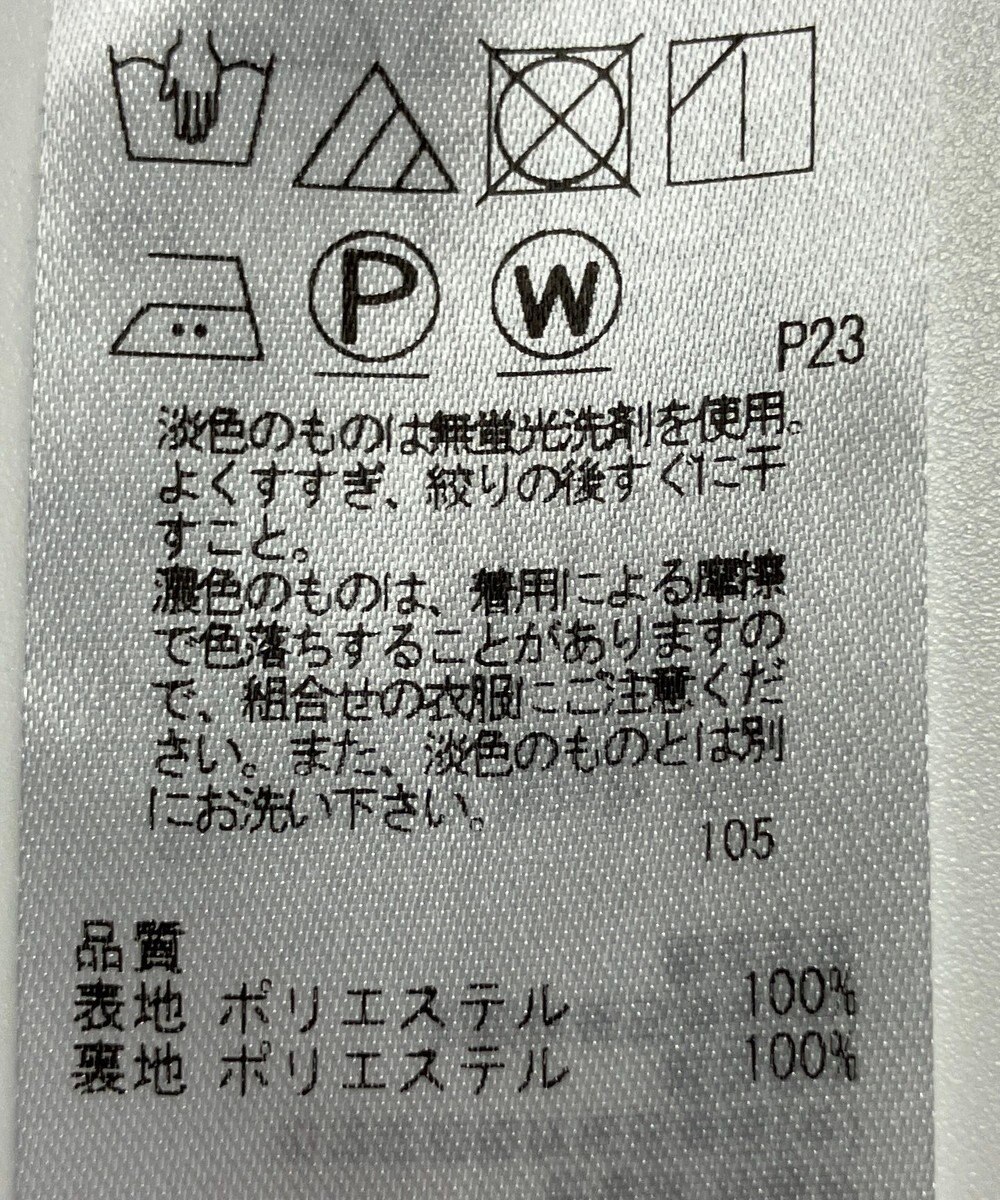 P
W
P23
淡色のものは無蛍光洗剤を使用。
よくすすぎ、絞りの後すぐに干
すこと。
濃色のものは、着用による摩擦
で色落ちすることがありますの
で、組合せの衣服にご注意くだ
さい。また、淡色のものとは別
にお洗い下さい。
105
品質
表地 ポリエステル 100%
裏地 ポリエステル 100%